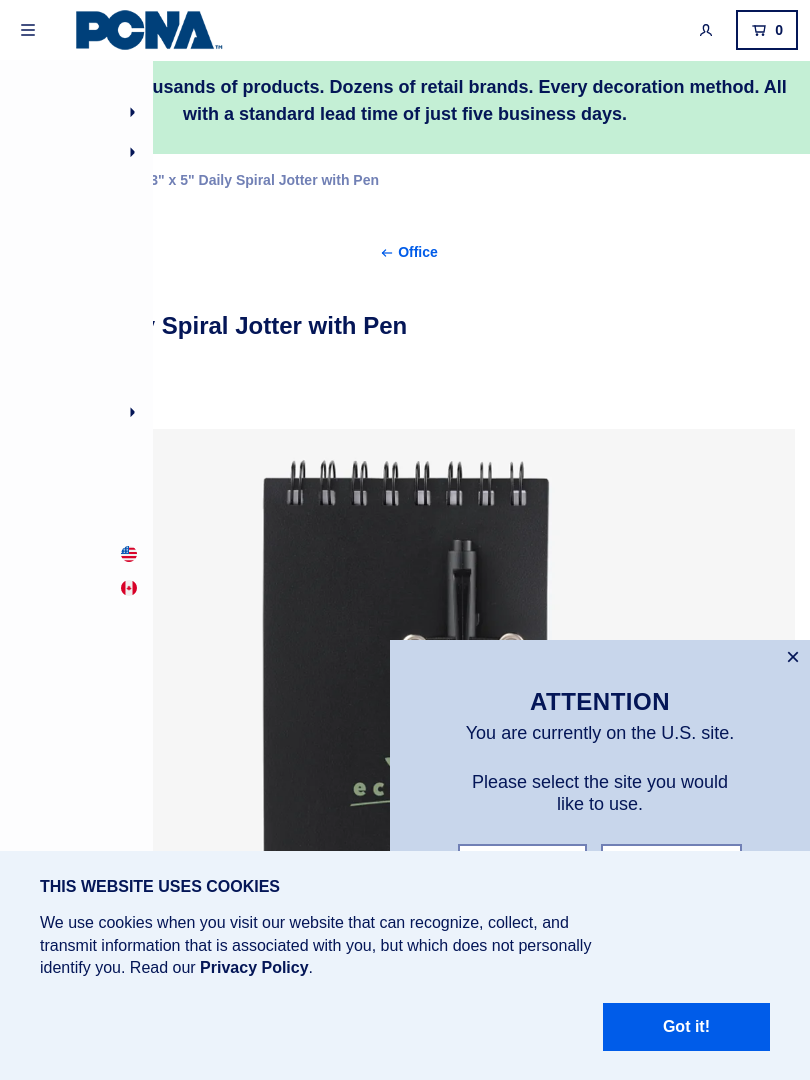 PCNA™
0
usands of products. Dozens of retail brands. Every decoration method. All
with a standard lead time of just five business days.
3" x 5" Daily Spiral Jotter with Pen
← Office
Spiral Jotter with Pen
ATTENTION
You are currently on the U.S. site.
Please select the site you would
like to use.
THIS WEBSITE USES COOKIES
We use cookies when you visit our website that can recognize, collect, and
transmit information that is associated with you, but which does not personally
identify you. Read our Privacy Policy.
Got it!